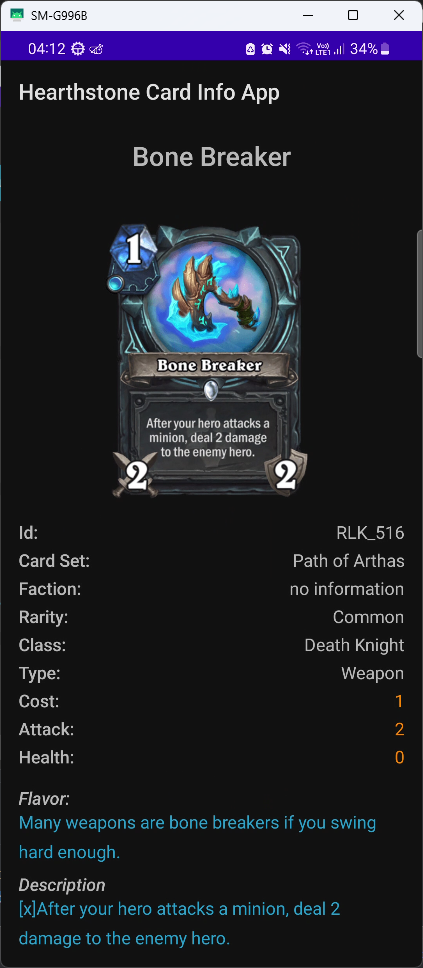 SM-G996B
04:12
Vo))
LTE1
34%
Hearthstone Card Info App
Bone Breaker
1
Bone Breaker
After your hero attacks a
minion, deal 2 damage
to the enemy hero.
2
2
Id: RLK_516
Card Set: Path of Arthas
Faction: no information
Rarity: Common
Class: Death Knight
Type: Weapon
Cost: 1
Attack: 2
Health: 0
Flavor:
Many weapons are bone breakers if you swing
hard enough.
Description
[x]After your hero attacks a minion, deal 2
damage to the enemy hero.